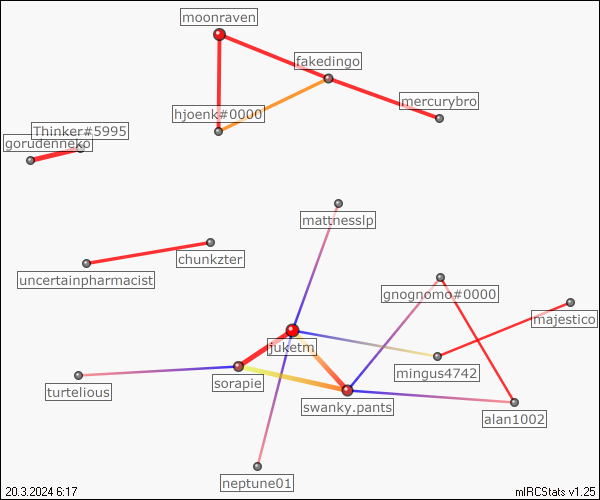 moonraven
fakedingo
mercurybro
hjoenk#0000
Thinker#5995
gorudenneko
mattnesslp
chunkzter
uncertainpharmacist
gnognomo#0000
majestico
juketm
mingus4742
sorapie
turtelious
swanky.pants
alan1002
neptune01
20.3.2024 6:17
mIRCStats v1.25